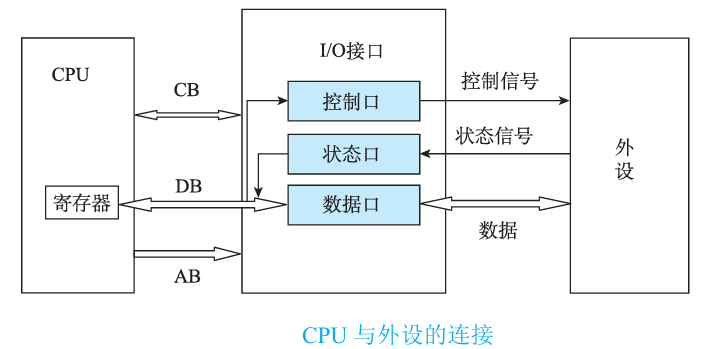 I/O接口
CPU
CB
控制口
控制信号
状态口
状态信号
外设
DB
寄存器
数据口
数据
AB
CPU 与外设的连接